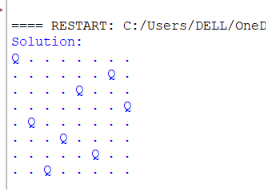 ==== RESTART: C:/Users/DELL/OneD
Solution:
Q . . . . . . .
. . . . . . Q .
. . . . Q . . .
. . . . . . . Q
. Q . . . . . .
. . . Q . . . .
. . . . . Q . .
. . Q . . . . .